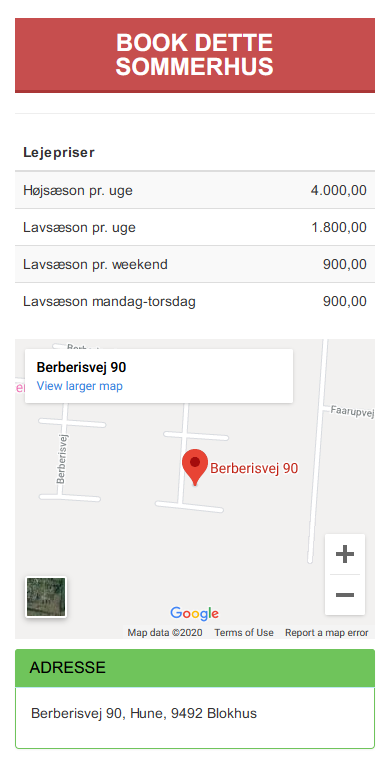 BOOK DETTE
SOMMERHUS
Lejepriser
Højsæson pr. uge 4.000,00
Lavsæson pr. uge 1.800,00
Lavsæson pr. weekend 900,00
Lavsæson mandag-torsdag 900,00
Berberisvej 90
View larger map
Faarupvej
Berberisvej
Berberisvej 90
Google
Map data ©2020 Terms of Use Report a map error
ADRESSE
Berberisvej 90, Hune, 9492 Blokhus